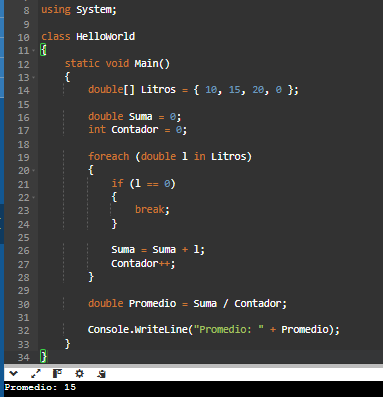 8 using System;
9
10 class HelloWorld
11 {
12 static void Main()
13 {
14 double[] Litros = { 10, 15, 20, 0 };
15
16 double Suma = 0;
17 int Contador = 0;
18
19 foreach (double l in Litros)
20 {
21 if (l == 0)
22 {
23 break;
24 }
25
26 Suma = Suma + l;
27 Contador++;
28 }
29
30 double Promedio = Suma / Contador;
31
32 Console.WriteLine("Promedio: " + Promedio);
33 }
34 }
Promedio: 15